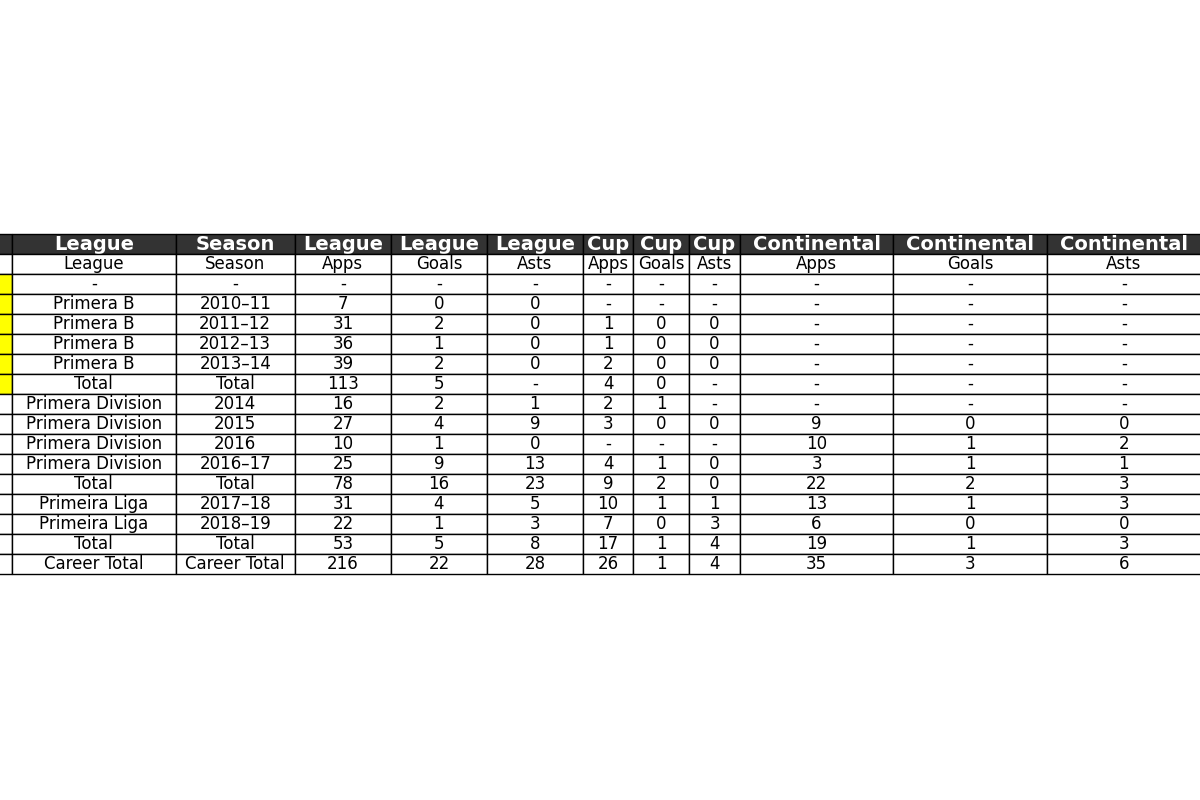 League Season League League League Cup Cup Cup Continental Continental Continental
League Season Apps Goals Asts Apps Goals Asts Apps Goals Asts
- - - - - - - - - - -
Primera B 2010–11 7 0 0 - - - - - -
Primera B 2011–12 31 2 0 1 0 0 - - -
Primera B 2012–13 36 1 0 1 0 0 - - -
Primera B 2013–14 39 2 0 2 0 0 - - -
Total Total 113 5 - 4 0 - - - -
Primera Division 2014 16 2 1 2 1 - - - -
Primera Division 2015 27 4 9 3 0 0 9 0 0
Primera Division 2016 10 1 0 - - - 10 1 2
Primera Division 2016–17 25 9 13 4 1 0 3 1 1
Total Total 78 16 23 9 2 0 22 2 3
Primeira Liga 2017–18 31 4 5 10 1 1 13 1 3
Primeira Liga 2018–19 22 1 3 7 0 3 6 0 0
Total Total 53 5 8 17 1 4 19 1 3
Career Total Career Total 216 22 28 26 1 4 35 3 6